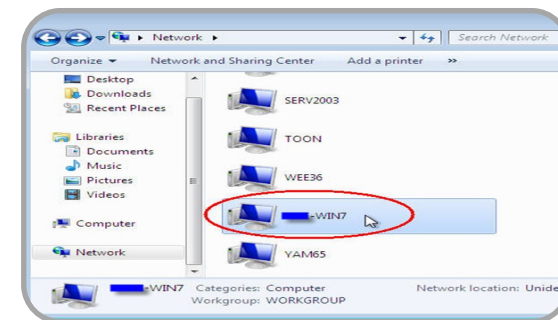 Network
Search Network
Organize Network and Sharing Center Add a printer »
Desktop
Downloads
Recent Places
Libraries
Documents
Music
Pictures
Videos
Computer
Network
SERV2003
TOON
WEE36
-WIN7
YAM65
-WIN7 Categories: Computer Network location: Unide
Workgroup: WORKGROUP